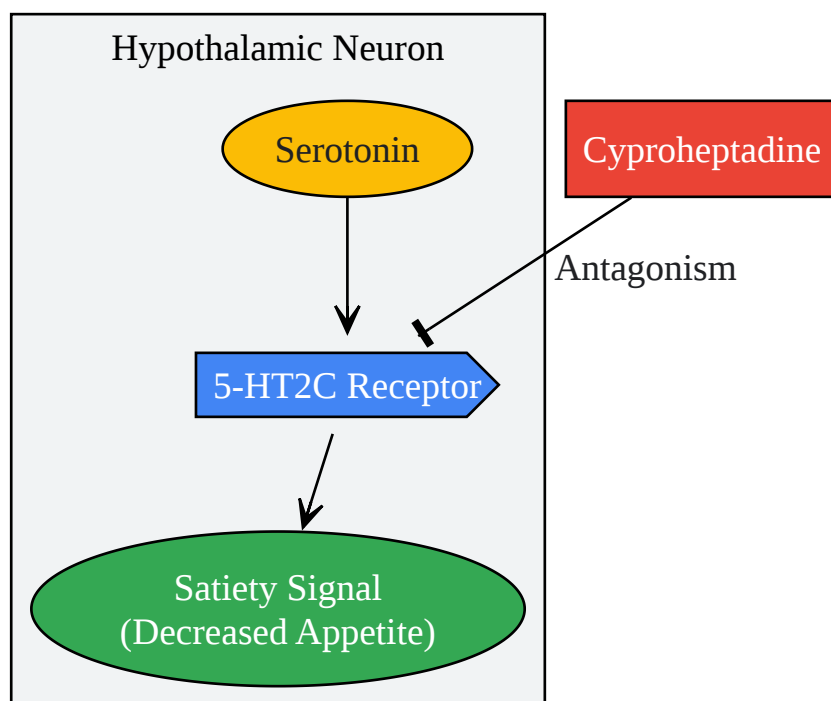 Hypothalamic Neuron
Serotonin
Cyproheptadine
Antagonism
5-HT2C Receptor
Satiety Signal
(Decreased Appetite)